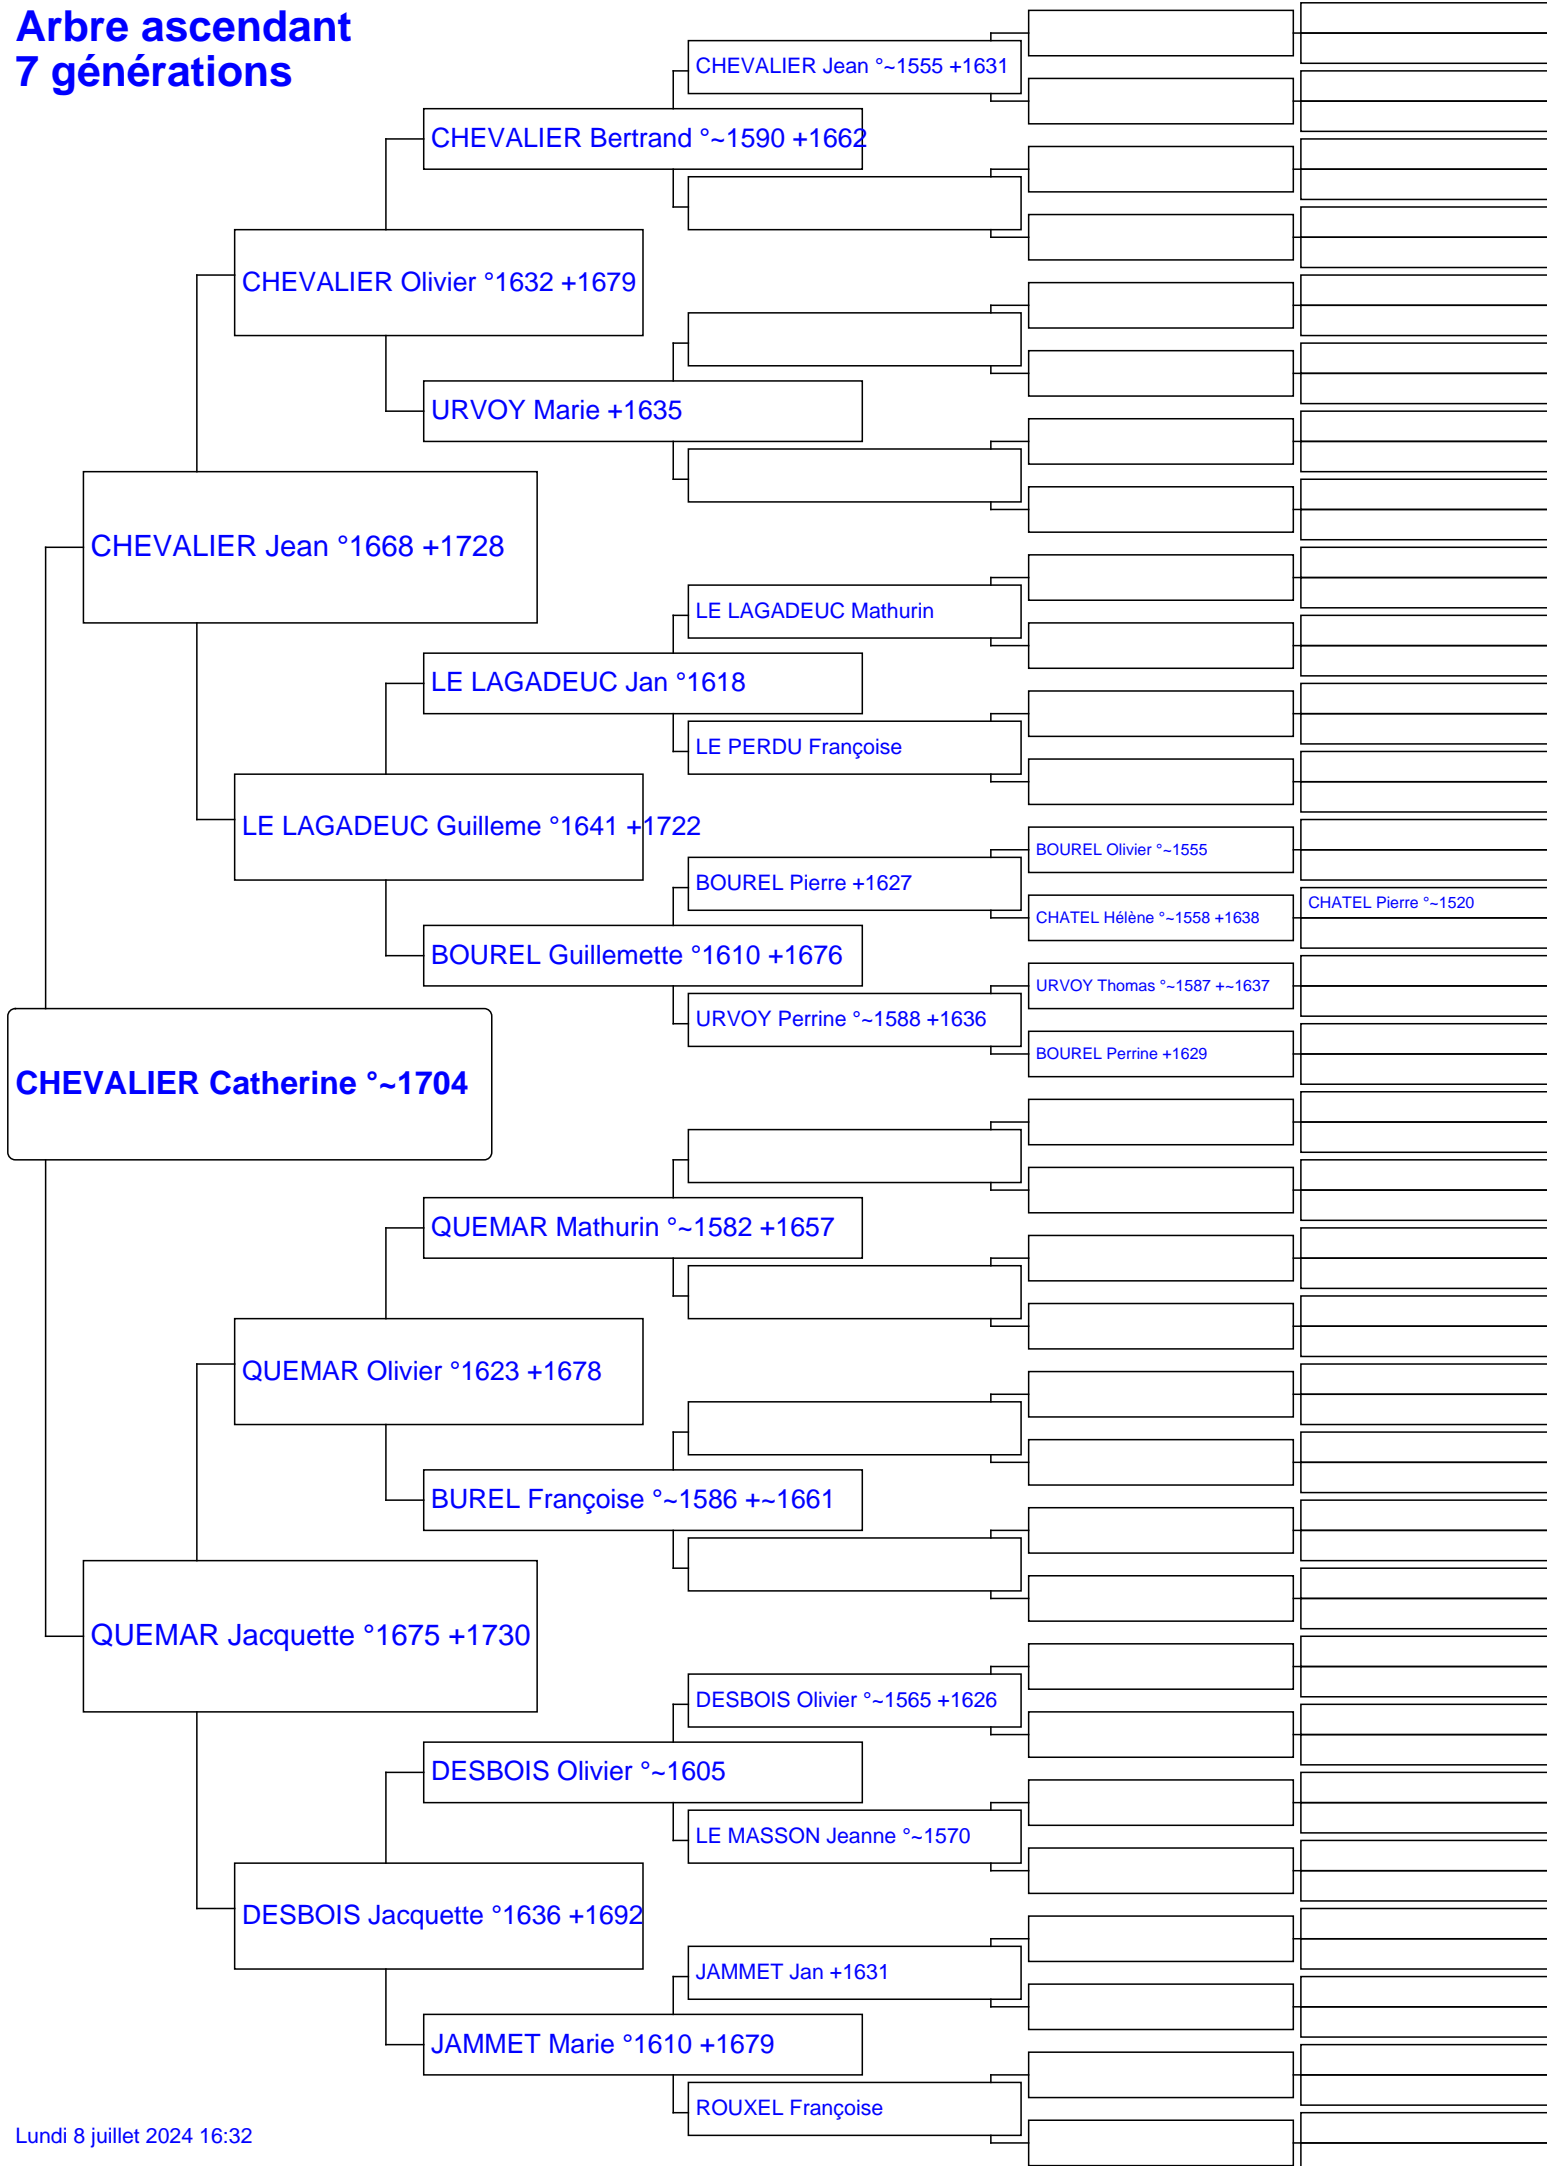 Arbre ascendant
7 générations
CHEVALIER Jean °~1555 +1631
CHEVALIER Bertrand °~1590 +1662
CHEVALIER Olivier °1632 +1679
URVOY Marie +1635
CHEVALIER Jean °1668 +1728
LE LAGADEUC Mathurin
LE LAGADEUC Jan °1618
LE PERDU Françoise
LE LAGADEUC Guilleme °1641 +1722
BOUREL Olivier °~1555
BOUREL Pierre +1627
CHATEL Pierre °~1520
CHATEL Hélène °~1558 +1638
BOUREL Guillemette °1610 +1676
URVOY Thomas °~1587 +~1637
URVOY Perrine °~1588 +1636
BOUREL Perrine +1629
CHEVALIER Catherine °~1704
QUEMAR Mathurin °~1582 +1657
QUEMAR Olivier °1623 +1678
BUREL Françoise °~1586 +~1661
QUEMAR Jacquette °1675 +1730
DESBOIS Olivier °~1565 +1626
DESBOIS Olivier °~1605
LE MASSON Jeanne °~1570
DESBOIS Jacquette °1636 +1692
JAMMET Jan +1631
JAMMET Marie °1610 +1679
ROUXEL Françoise
Lundi 8 juillet 2024 16:32